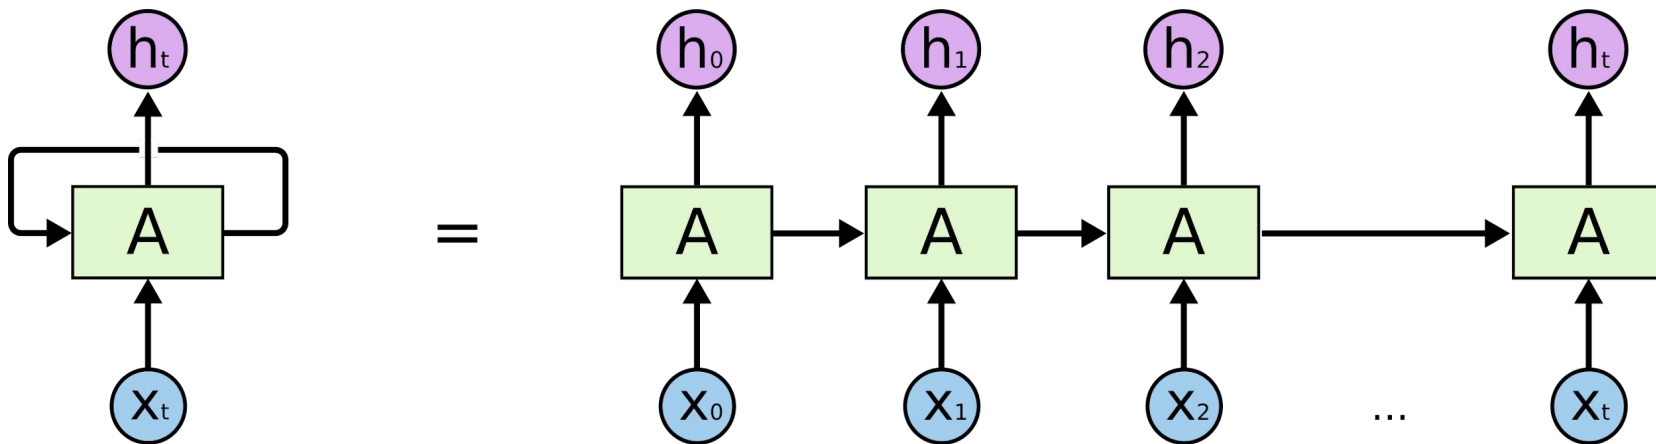 h₀ h₁ h₂ hₜ
hₜ
A = A A A A
xₜ x₀ x₁ x₂ ... xₜ